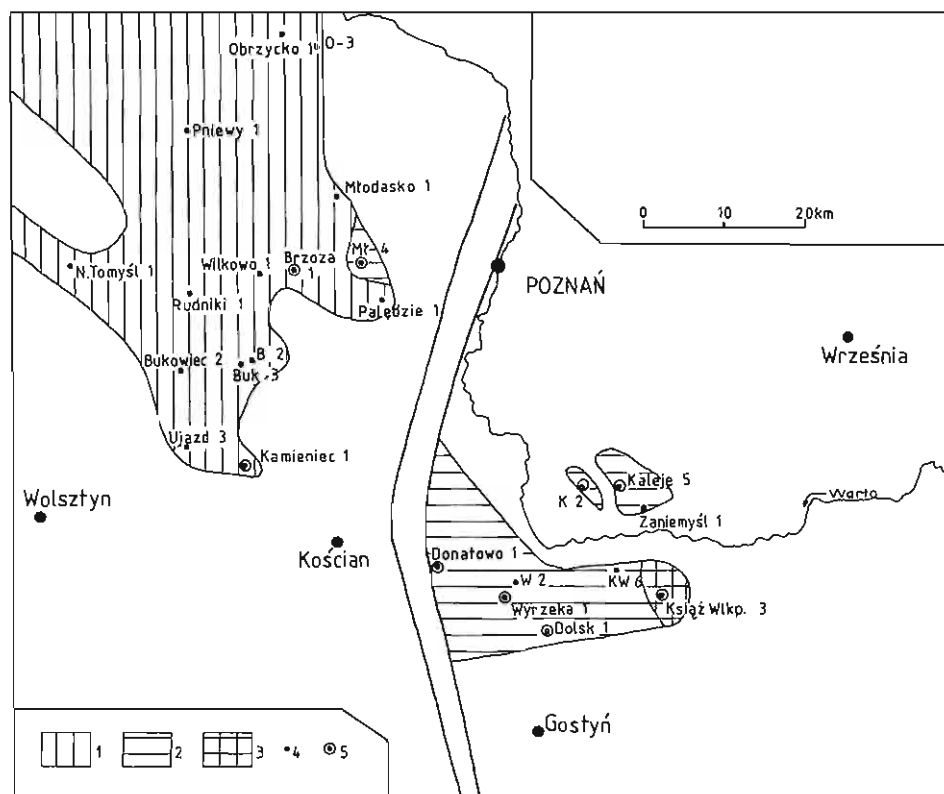 Obrzycko 1
O-3
Pniewy 1
Młodasko 1
Mł-4
Brzoza 1
N.Tomyśl 1
Wilkowo 1
Rudniki 1
Palędzie 1
POZNAŃ
0 10 20km
Września
Bukowiec 2
B 2
Buk-3
Ujazd 3
Kamieniec 1
Wolsztyn
Kościan
K 2
Kaleje 5
Zaniemyśl 1
Warta
Donatowo 1
W 2
KW 6
Wyrzeka 1
Książ Wlkp. 3
Dolsk 1
Gostyń
1 2 3 4 5